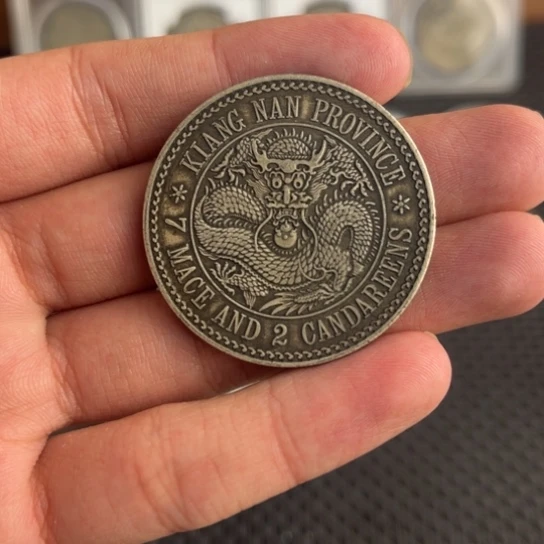 KIANG NAN PROVINCE
* 7 MACE AND 2 CANDAREENS *